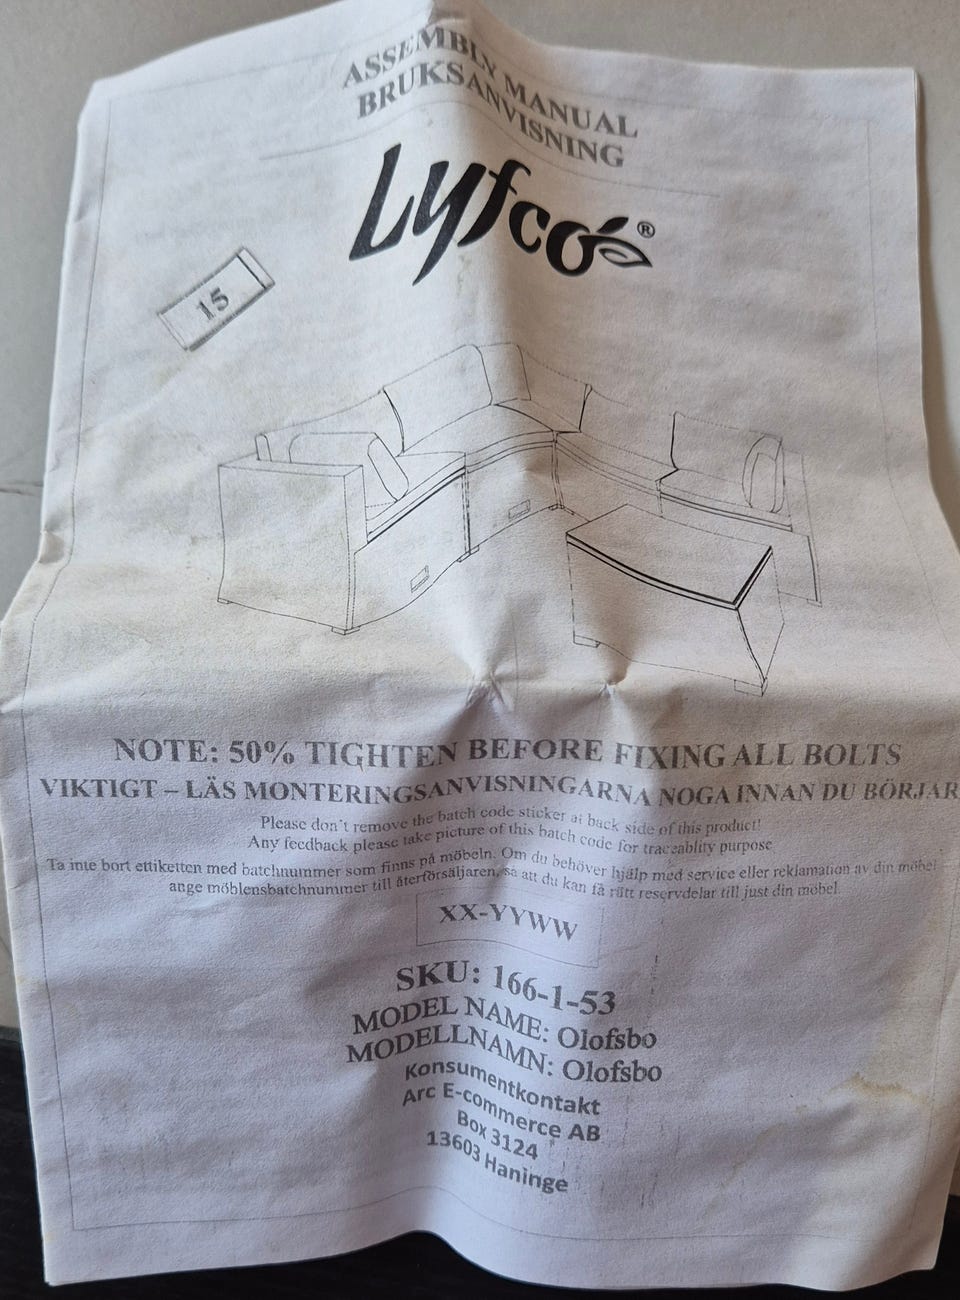 ASSEMBLY MANUAL
BRUKSANVISNING
Lyfco®
15
NOTE: 50% TIGHTEN BEFORE FIXING ALL BOLTS
VIKTIGT – LÄS MONTERINGSANVISNINGARNA NOGA INNAN DU BÖRJAR
Please don't remove the batch code sticker at back side of this product!
Any feedback please take picture of this batch code for traceablity purpose
Ta inte bort ettiketten med batchnummer som finns på möbeln. Om du behöver hjälp med service eller reklamation av din möbel
ange möblensbatchnummer till återförsäljaren, så att du kan få rätt reservdelar till just din möbel.
XX-YYWW
SKU: 166-1-53
MODEL NAME: Olofsbo
MODELLNAMN: Olofsbo
Konsumentkontakt
Arc E-commerce AB
Box 3124
13603 Haninge